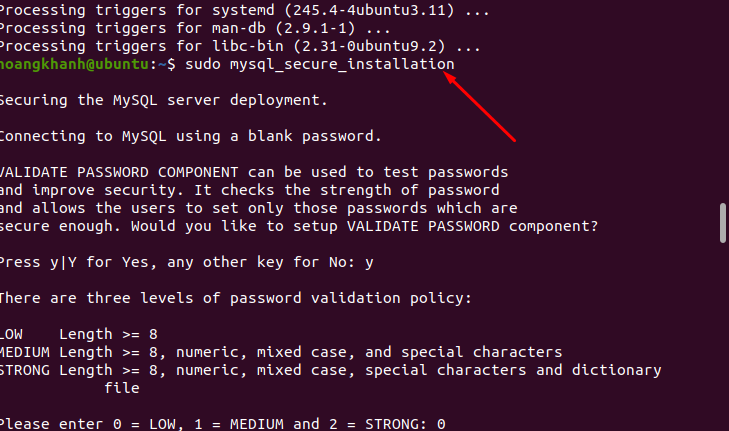 Processing triggers for systemd (245.4-4ubuntu3.11) ...
Processing triggers for man-db (2.9.1-1) ...
Processing triggers for libc-bin (2.31-0ubuntu9.2) ...
hoangkhanh@ubuntu:~$ sudo mysql_secure_installation
Securing the MySQL server deployment.
Connecting to MySQL using a blank password.
VALIDATE PASSWORD COMPONENT can be used to test passwords
and improve security. It checks the strength of password
and allows the users to set only those passwords which are
secure enough. Would you like to setup VALIDATE PASSWORD component?
Press y|Y for Yes, any other key for No: y
There are three levels of password validation policy:
LOW    Length >= 8
MEDIUM Length >= 8, numeric, mixed case, and special characters
STRONG Length >= 8, numeric, mixed case, special characters and dictionary
file
Please enter 0 = LOW, 1 = MEDIUM and 2 = STRONG: 0